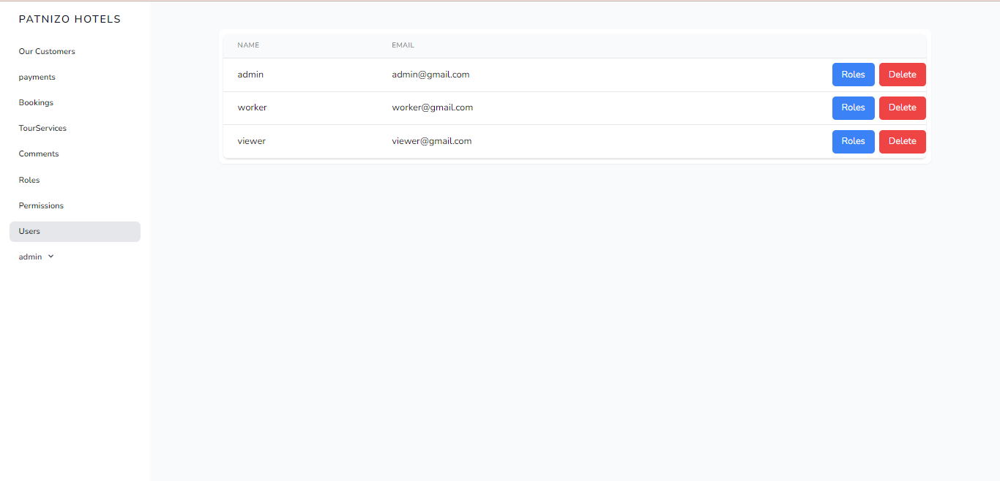 PATNIZO HOTELS
Our Customers
payments
Bookings
TourServices
Comments
Roles
Permissions
Users
admin
NAME EMAIL
admin admin@gmail.com Roles Delete
worker worker@gmail.com Roles Delete
viewer viewer@gmail.com Roles Delete